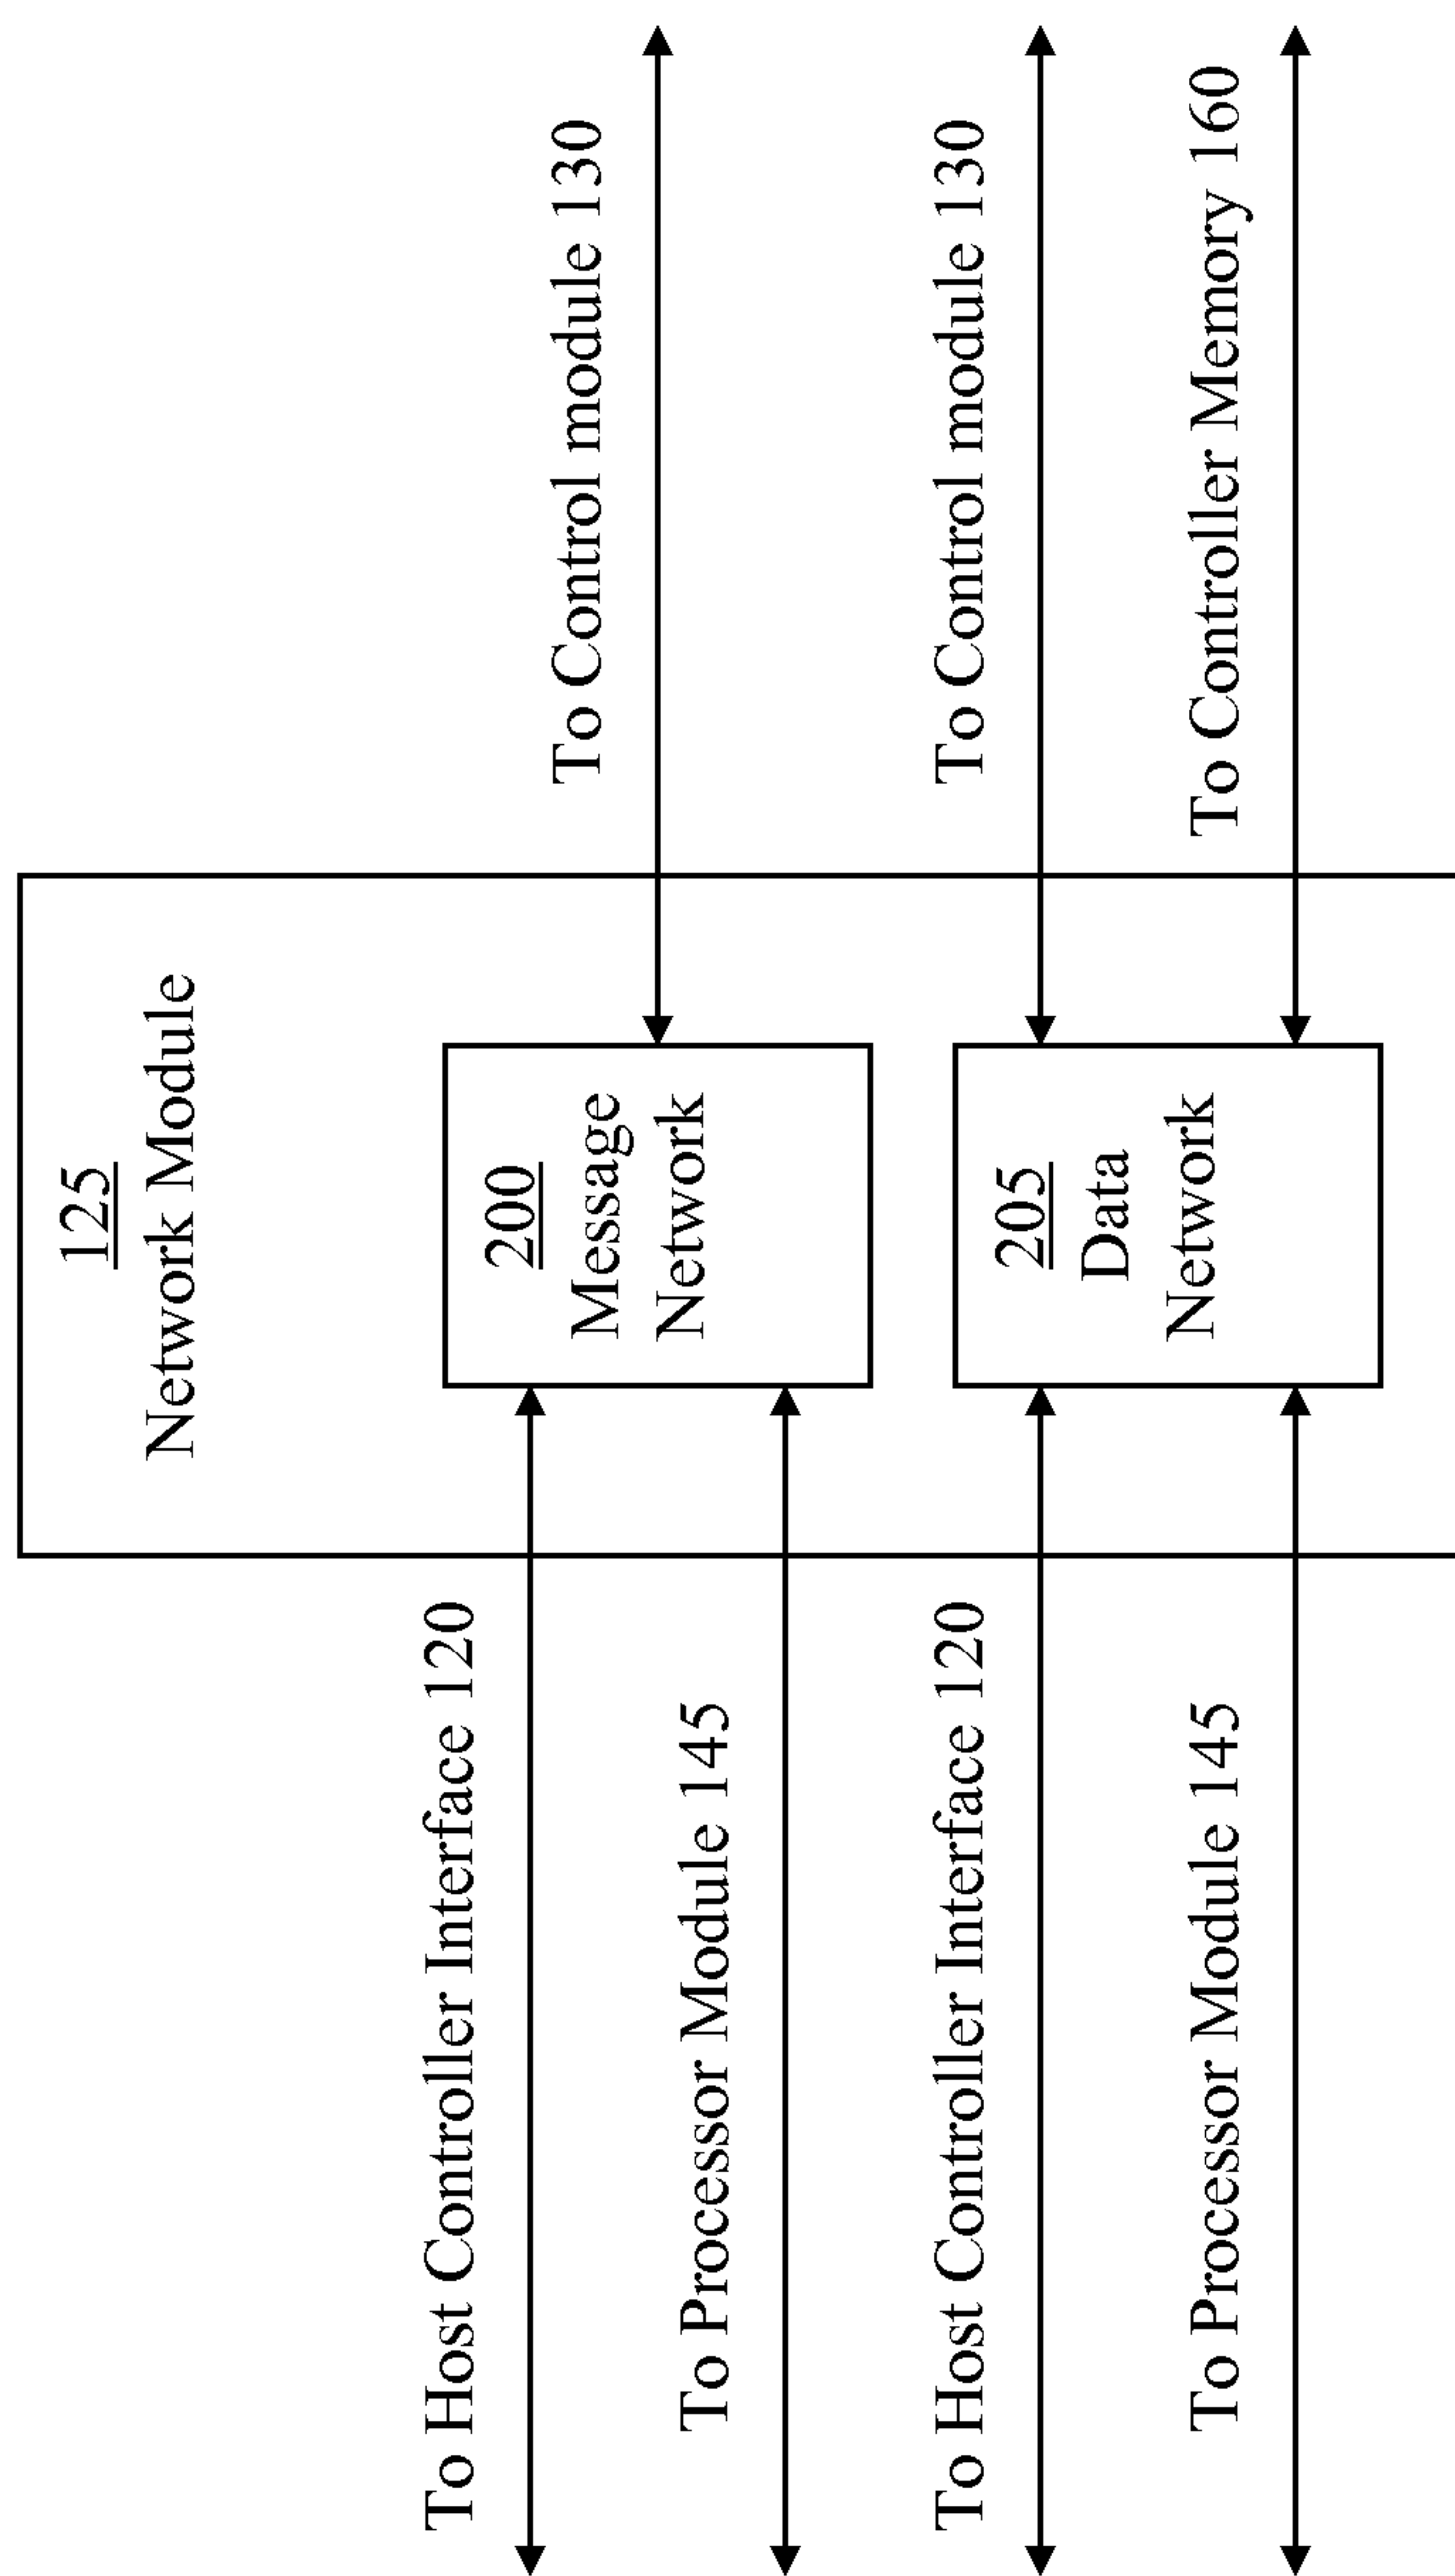 125
Network Module
To Host Controller Interface 120
200
Message
Network
To Control module 130
To Processor Module 145
To Host Controller Interface 120
205
Data
Network
To Control module 130
To Processor Module 145
To Controller Memory 160